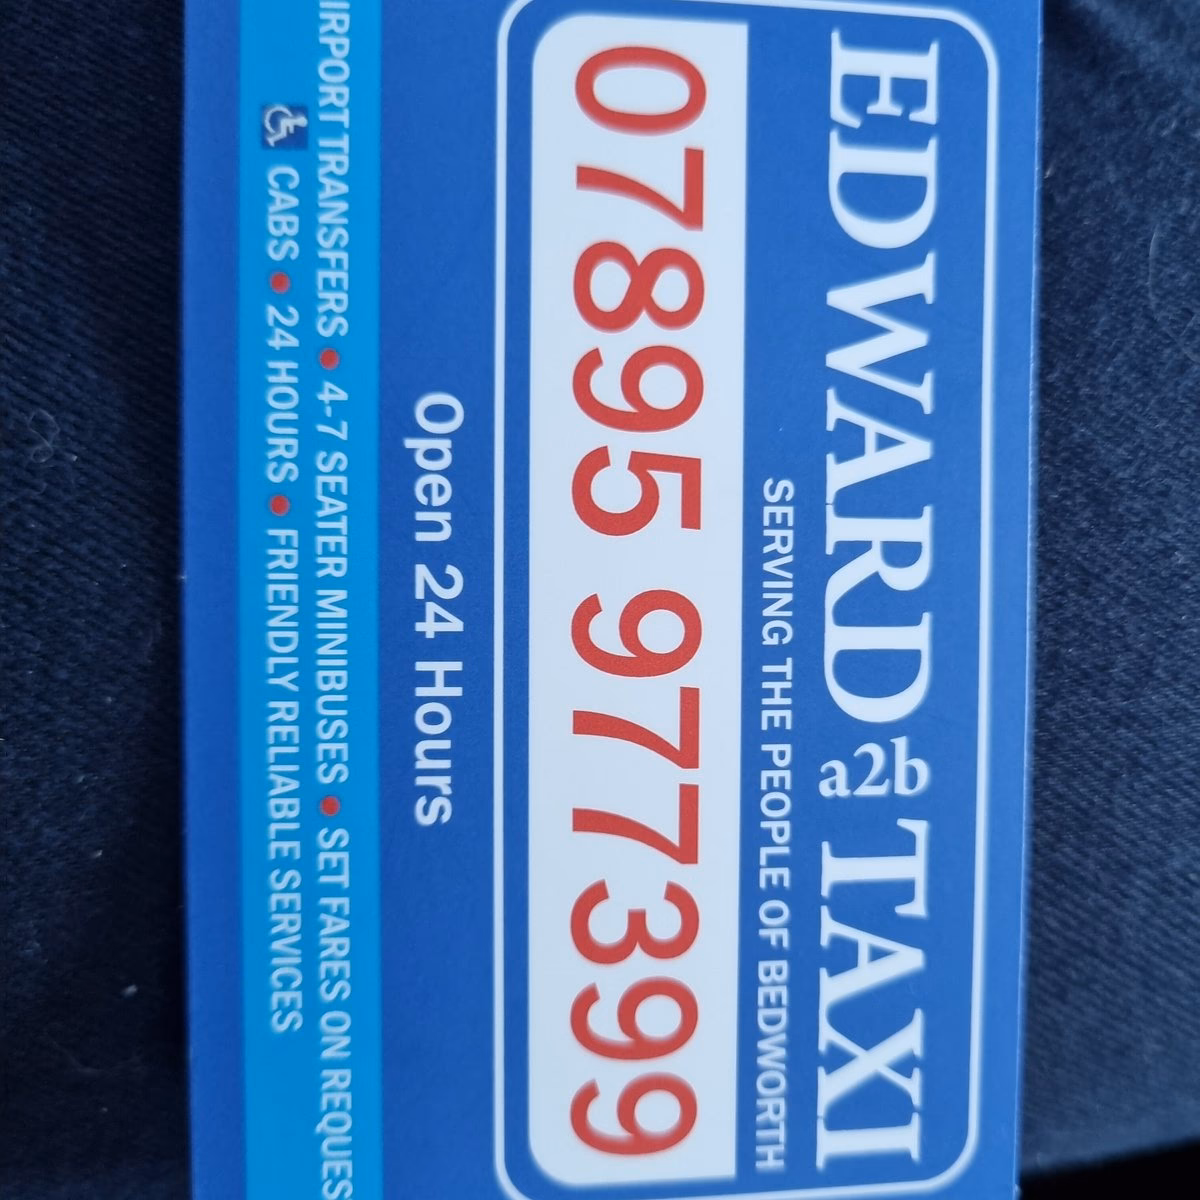 EDWARD a2b TAXI
SERVING THE PEOPLE OF BEDWORTH
07895 977399
Open 24 Hours
IRPORT TRANSFERS • 4-7 SEATER MINIBUSES • SET FARES ON REQUES
CABS • 24 HOURS • FRIENDLY RELIABLE SERVICES